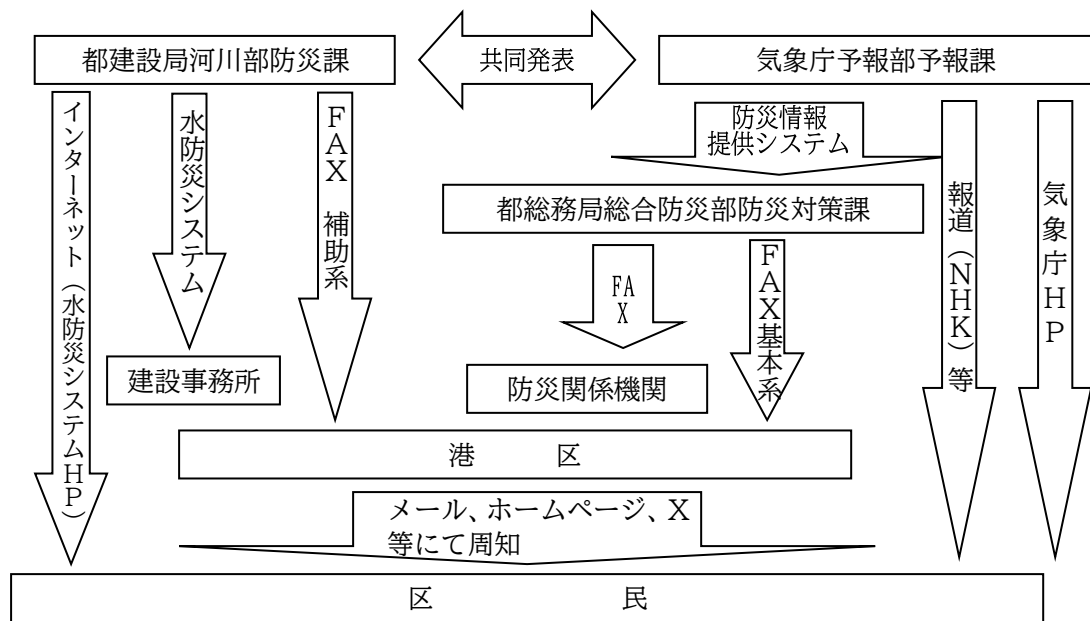 都建設局河川部防災課
共同発表
気象庁予報部予報課
インターネット（水防災システムＨＰ）
水防災システム
ＦＡＸ　補助系
防災情報
提供システム
報道（ＮＨＫ）等
気象庁ＨＰ
都総務局総合防災部防災対策課
FA
X
ＦＡＸ基本系
建設事務所
防災関係機関
港　　　区
メール、ホームページ、Ｘ
等にて周知
区　　　　　　民